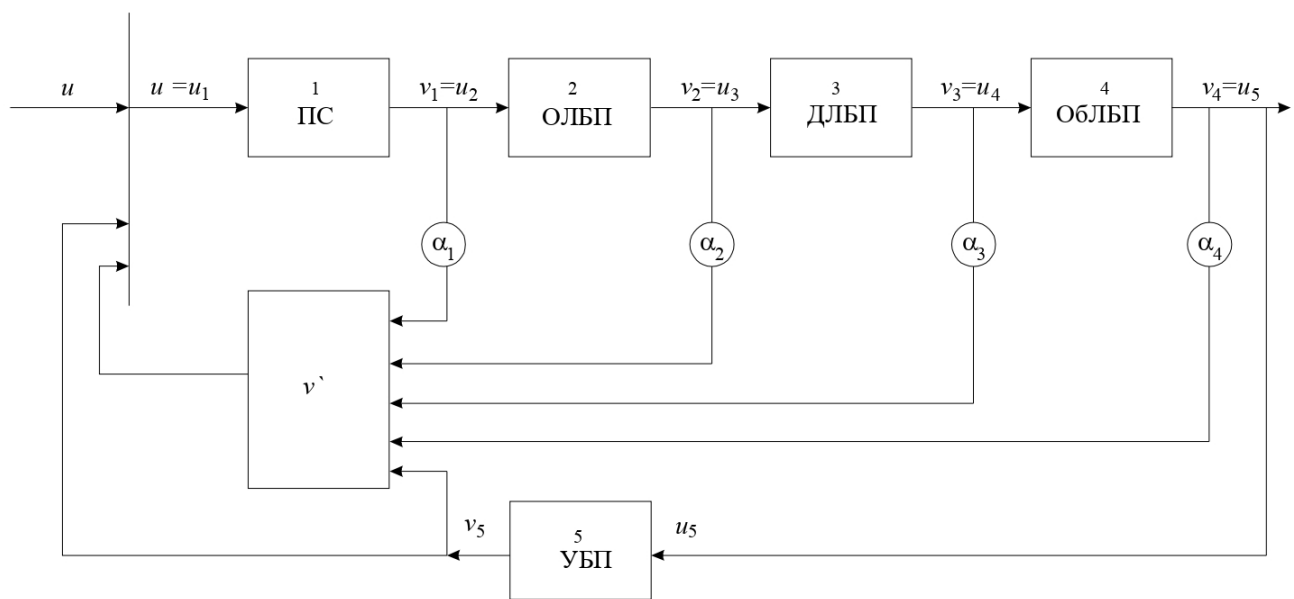 u
u =u1
1
ПС
v1=u2
2
ОЛБП
v2=u3
3
ДЛБП
v3=u4
4
ОбЛБП
v4=u5
α1
α2
α3
α4
v`
v5
5
УБП
u5